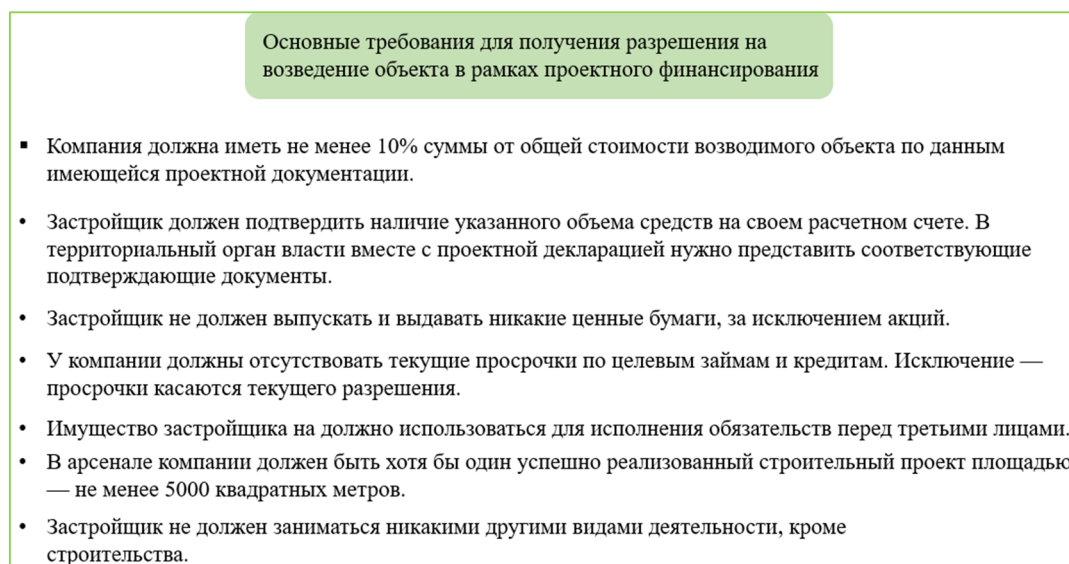 Основные требования для получения разрешения на
возведение объекта в рамках проектного финансирования
▪ Компания должна иметь не менее 10% суммы от общей стоимости возводимого объекта по данным
имеющейся проектной документации.
• Застройщик должен подтвердить наличие указанного объема средств на своем расчетном счете. В
территориальный орган власти вместе с проектной декларацией нужно представить соответствующие
подтверждающие документы.
• Застройщик не должен выпускать и выдавать никакие ценные бумаги, за исключением акций.
• У компании должны отсутствовать текущие просрочки по целевым займам и кредитам. Исключение —
просрочки касаются текущего разрешения.
• Имущество застройщика на должно использоваться для исполнения обязательств перед третьими лицами.
• В арсенале компании должен быть хотя бы один успешно реализованный строительный проект площадью
— не менее 5000 квадратных метров.
• Застройщик не должен заниматься никакими другими видами деятельности, кроме
строительства.